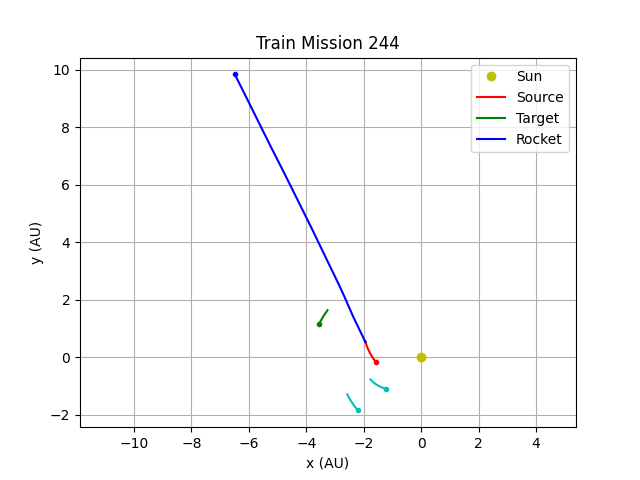 Train Mission 244
Sun
Source
Target
Rocket
10
8
6
4
2
0
−2
y (AU)
−10
−8
−6
−4
−2
0
2
4
x (AU)